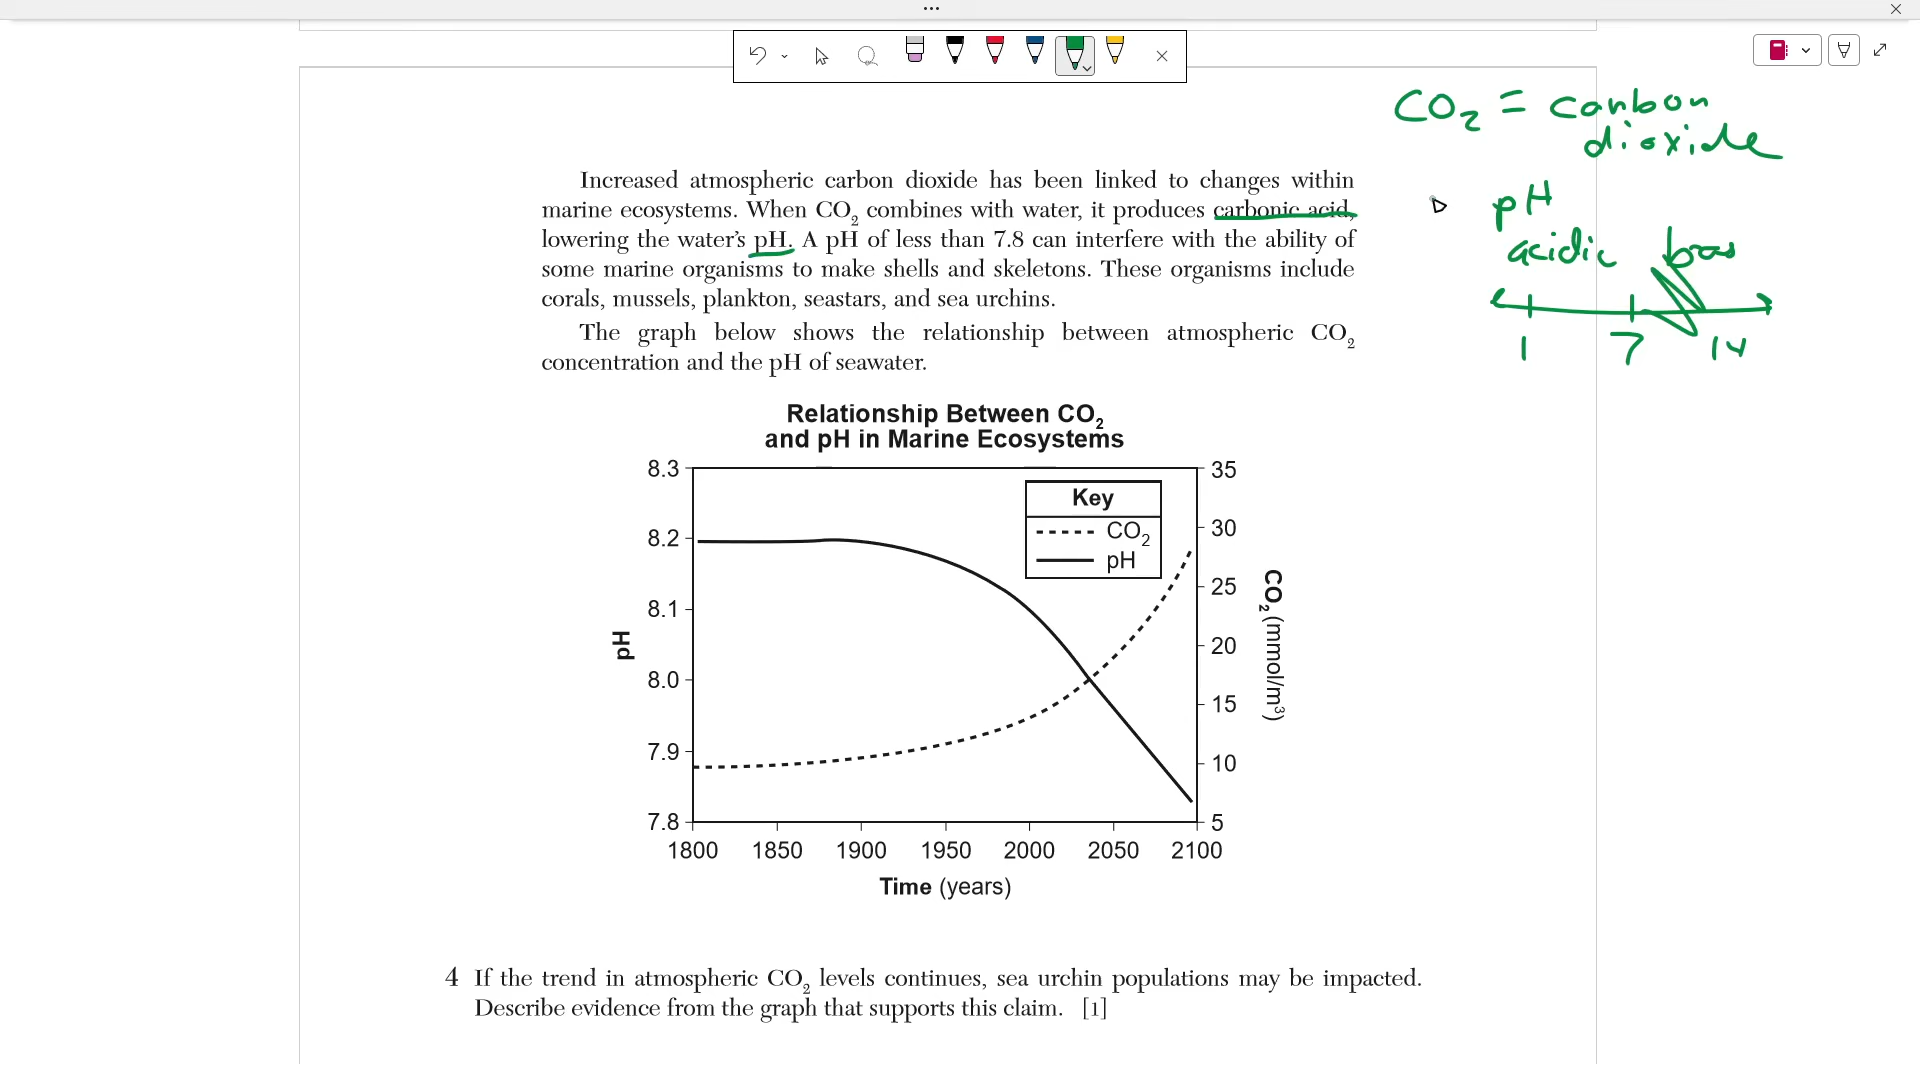 CO2 = carbon
dioxide
Increased atmospheric carbon dioxide has been linked to changes within
marine ecosystems. When CO2 combines with water, it produces carbonic acid,
lowering the water's pH. A pH of less than 7.8 can interfere with the ability of
some marine organisms to make shells and skeletons. These organisms include
corals, mussels, plankton, seastars, and sea urchins.
pH
acidic
1 7 14
The graph below shows the relationship between atmospheric CO2
concentration and the pH of seawater.
Relationship Between CO2
and pH in Marine Ecosystems
8.3
8.2
8.1
8.0
7.9
7.8
pH
Key
CO2
pH
35
30
25
20
15
10
5
CO2 (mmol/m3)
1800 1850 1900 1950 2000 2050 2100
Time (years)
4 If the trend in atmospheric CO2 levels continues, sea urchin populations may be impacted.
Describe evidence from the graph that supports this claim. [1]